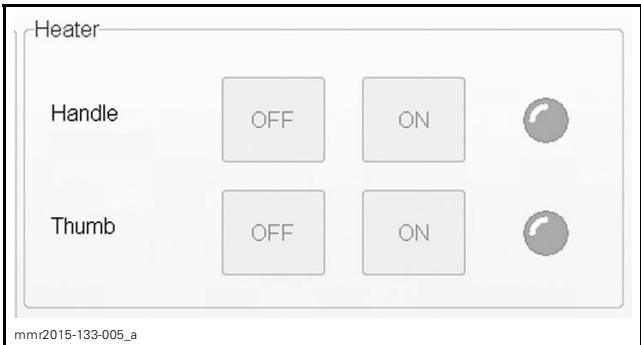 Heater
Handle OFF ON
Thumb OFF ON
mmr2015-133-005_a